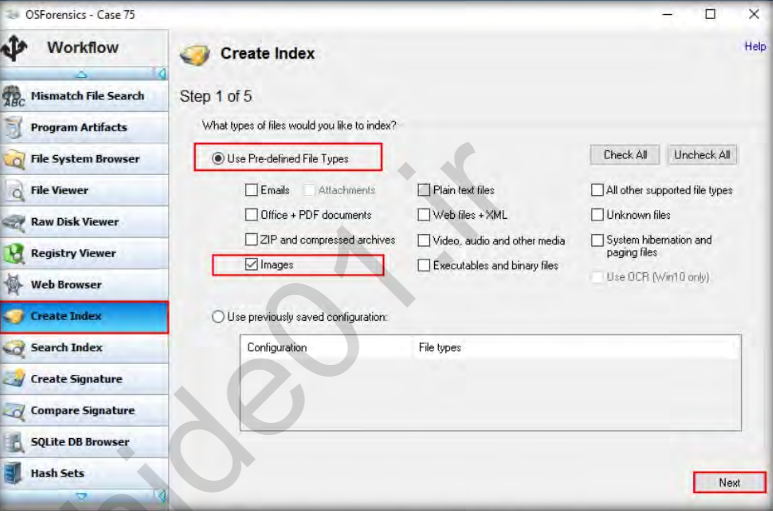 OSForensics - Case 75
Workflow
Mismatch File Search
Program Artifacts
File System Browser
File Viewer
Raw Disk Viewer
Registry Viewer
Web Browser
Create Index
Search Index
Create Signature
Compare Signature
SQLite DB Browser
Hash Sets
Create Index
Help
Step 1 of 5
What types of files would you like to index?
Use Pre-defined File Types
Check All
Uncheck All
Emails
Attachments
Plain text files
All other supported file types
Office + PDF documents
Web files + XML
Unknown files
ZIP and compressed archives
Video, audio and other media
System hibernation and
paging files
Images
Executables and binary files
Use OCR (Win10 only)
Use previously saved configuration:
Configuration
File types
Next